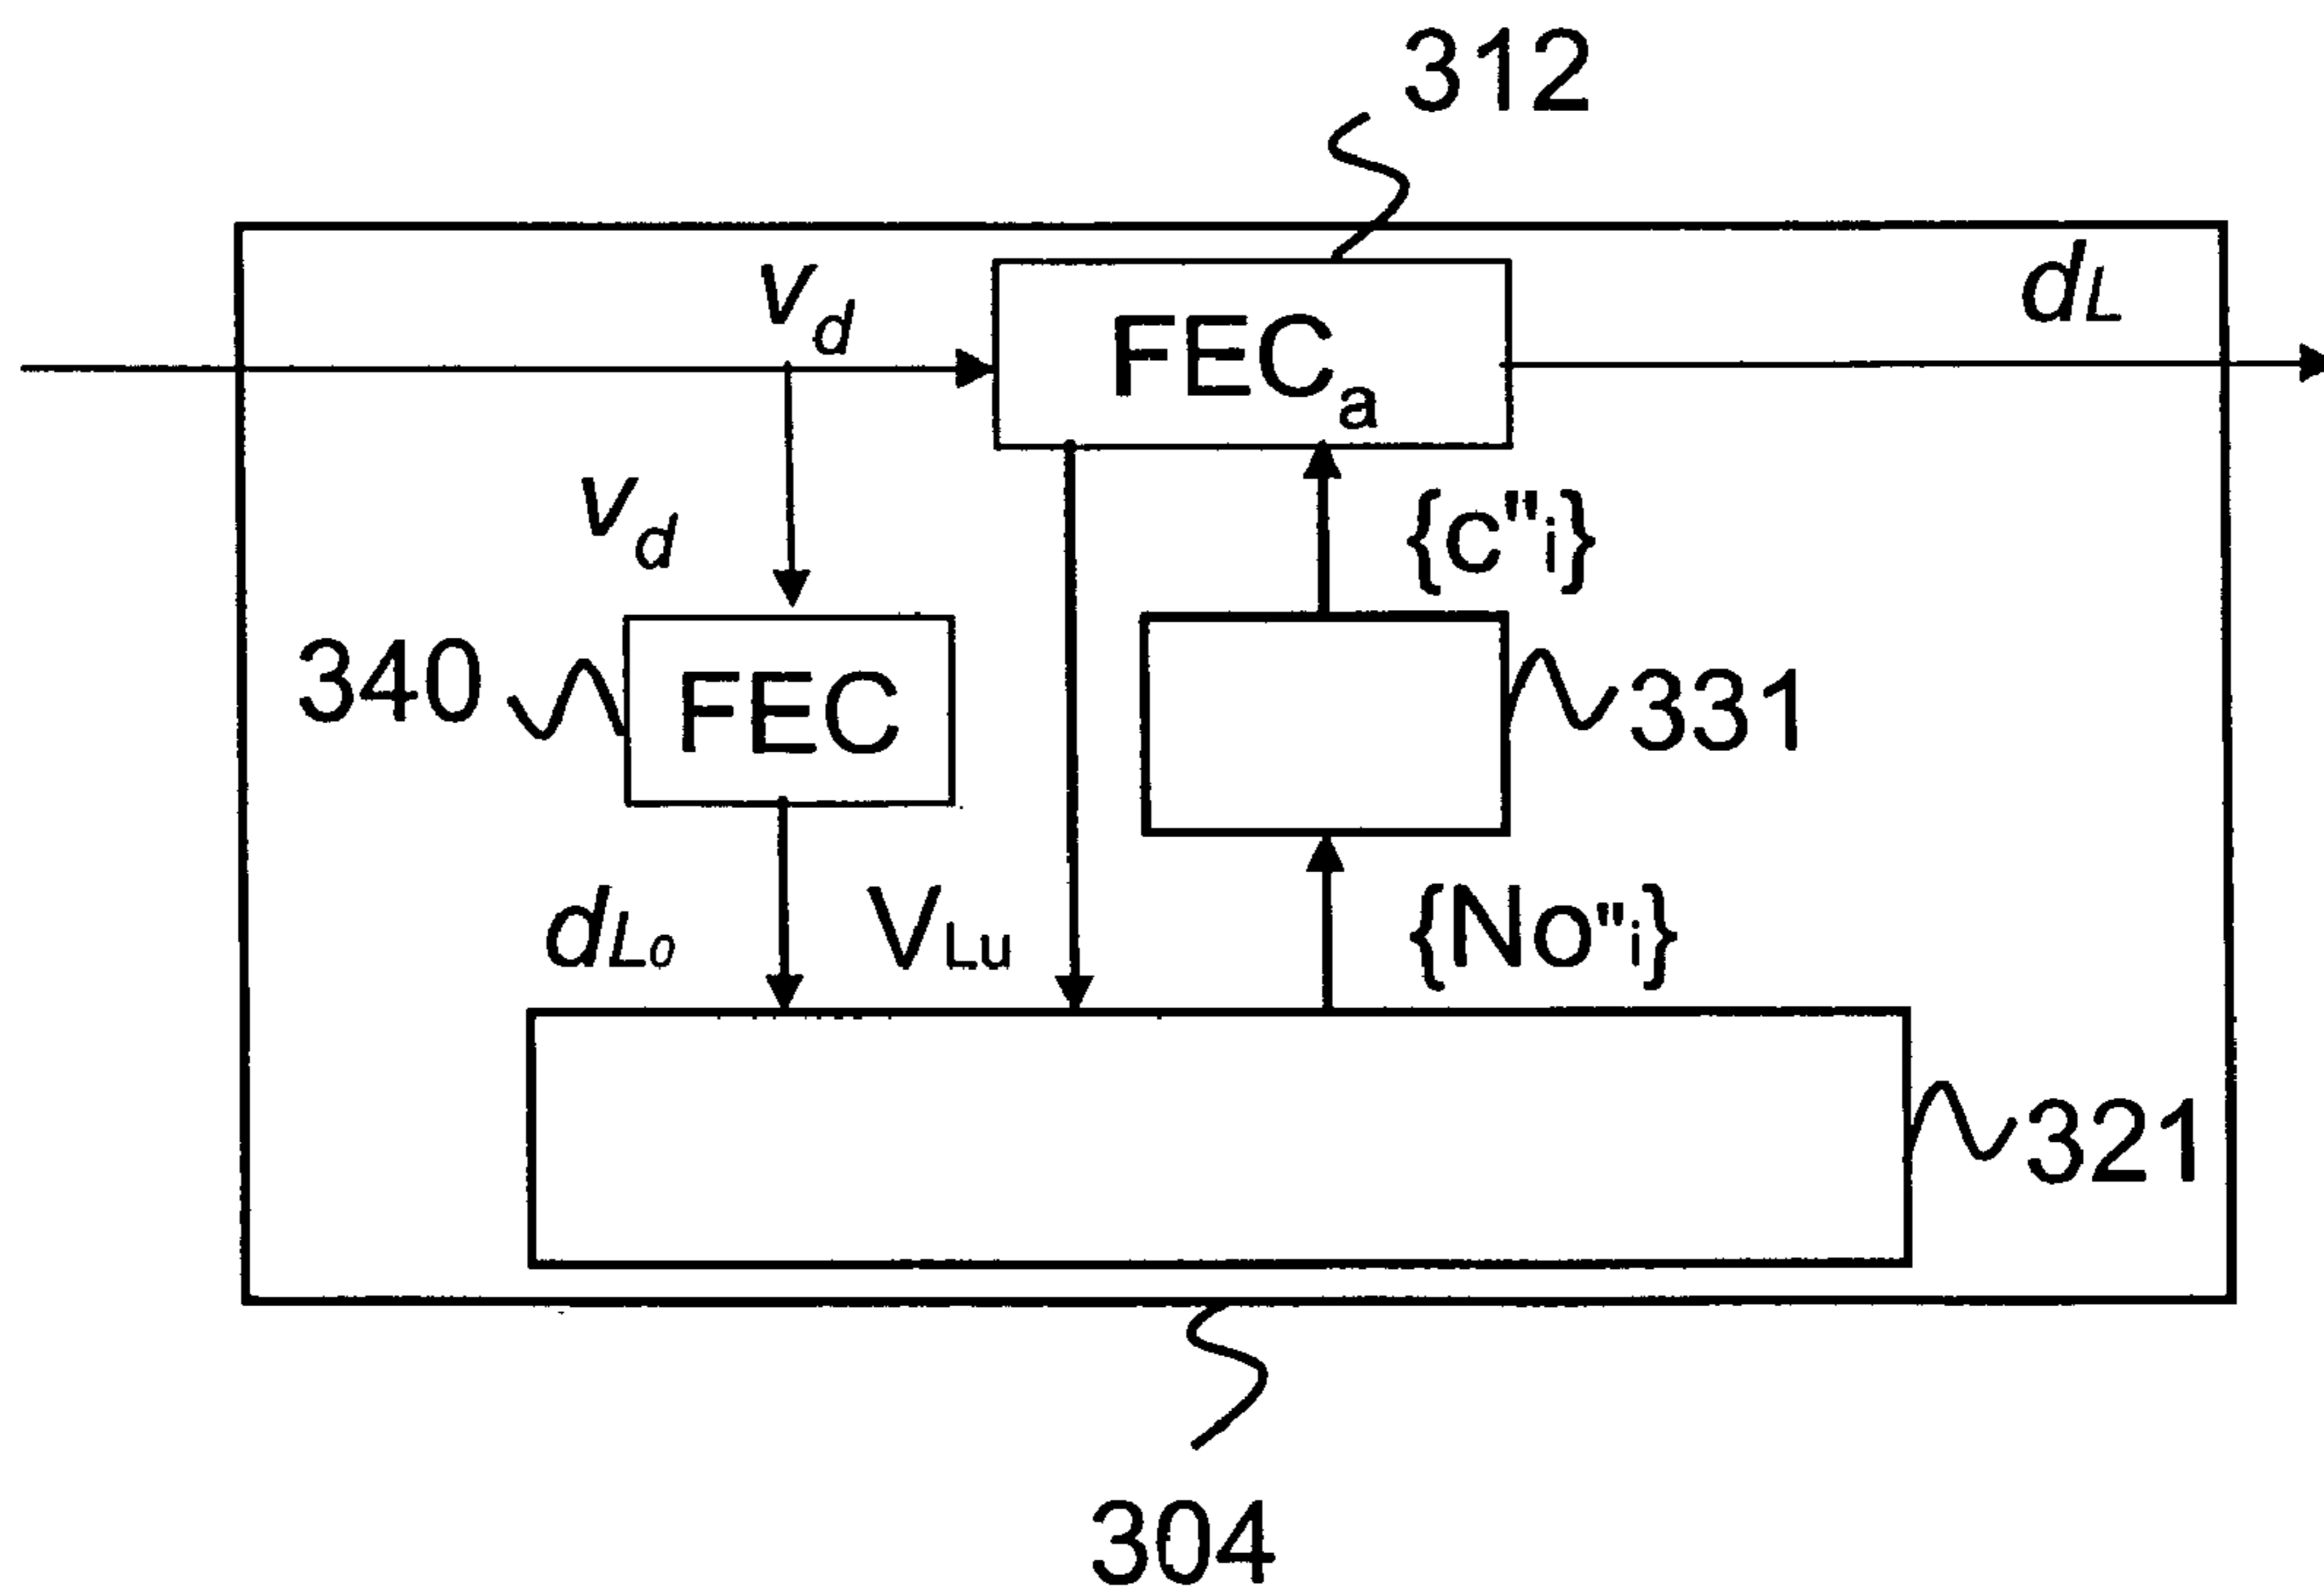 312
v_d
d_L
FEC_a
v_d
{c"_i}
340
FEC
331
d_Lo
V_Lu
{No"_i}
321
304